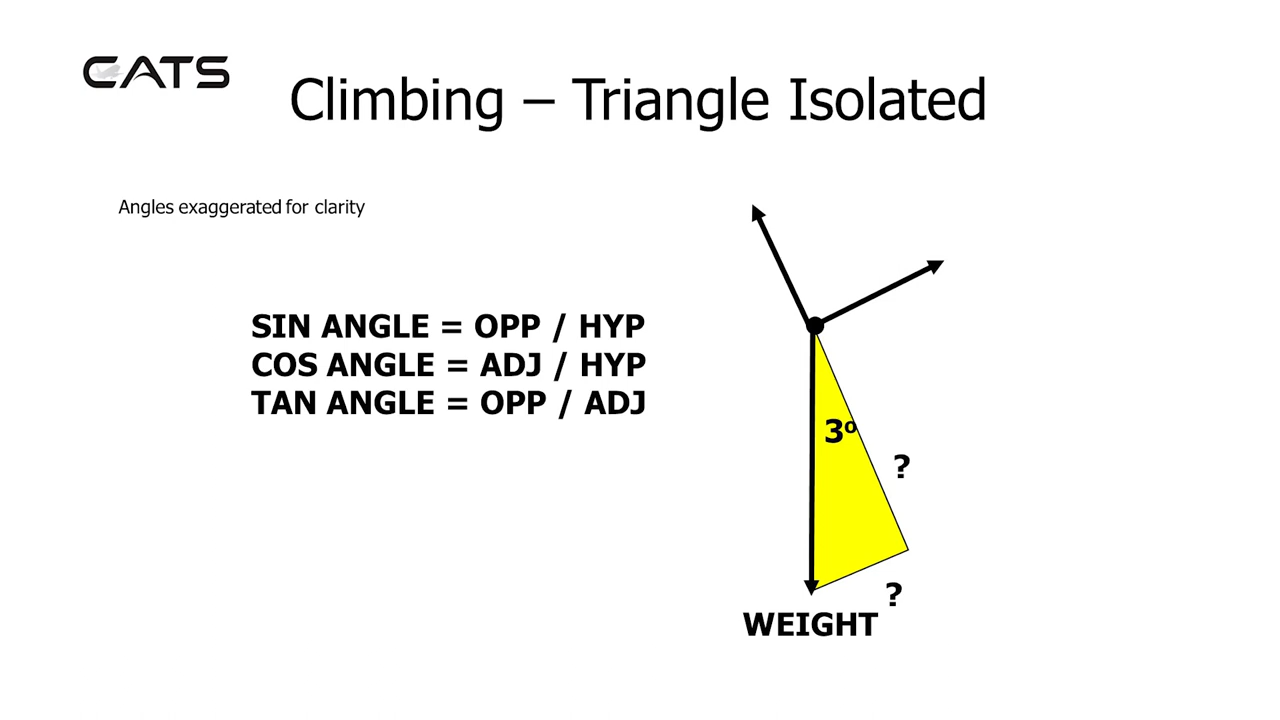 CATS
Climbing – Triangle Isolated
Angles exaggerated for clarity
SIN ANGLE = OPP / HYP
COS ANGLE = ADJ / HYP
TAN ANGLE = OPP / ADJ
3º
?
?
WEIGHT